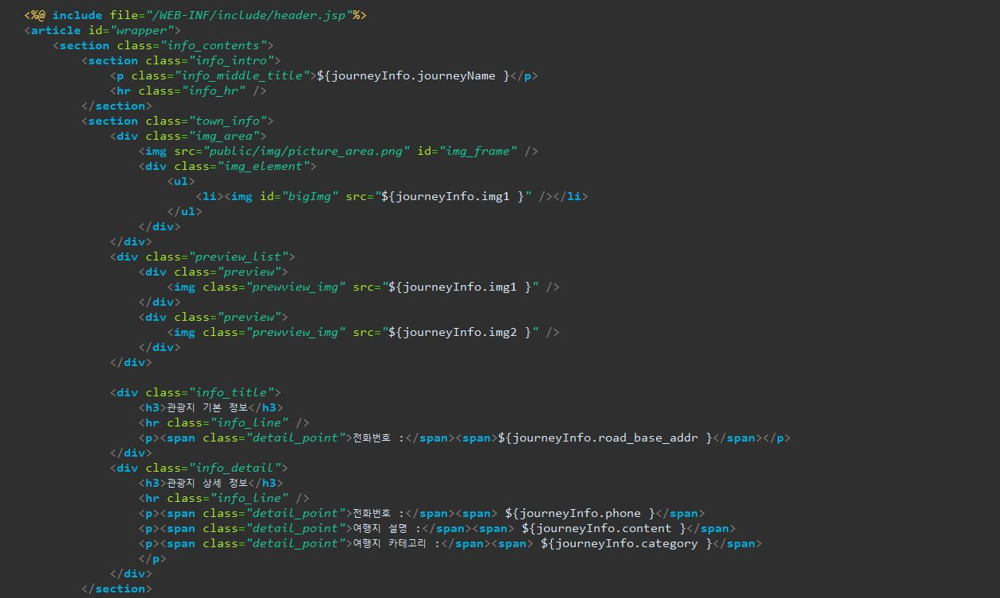 <%@ include file="/WEB-INF/include/header.jsp"%>
<article id="wrapper">
<section class="info_contents">
<section class="info_intro">
<p class="info_middle_title">${journeyInfo.journeyName }</p>
<hr class="info_hr" />
</section>
<section class="town_info">
<div class="img_area">
<img src="public/img/picture_area.png" id="img_frame" />
<div class="img_element">
<ul>
<li><img id="bigImg" src="${journeyInfo.img1 }" /></li>
</ul>
</div>
</div>
<div class="preview_list">
<div class="preview">
<img class="prewview_img" src="${journeyInfo.img1 }" />
</div>
<div class="preview">
<img class="prewview_img" src="${journeyInfo.img2 }" />
</div>
</div>
<div class="info_title">
<h3>관광지 기본 정보</h3>
<hr class="info_line" />
<p><span class="detail_point">전화번호 :</span><span>${journeyInfo.road_base_addr }</span></p>
</div>
<div class="info_detail">
<h3>관광지 상세 정보</h3>
<hr class="info_line" />
<p><span class="detail_point">전화번호 :</span><span> ${journeyInfo.phone }</span>
<p><span class="detail_point">여행지 설명 :</span><span> ${journeyInfo.content }</span>
<p><span class="detail_point">여행지 카테고리 :</span><span> ${journeyInfo.category }</span>
</p>
</div>
</section>